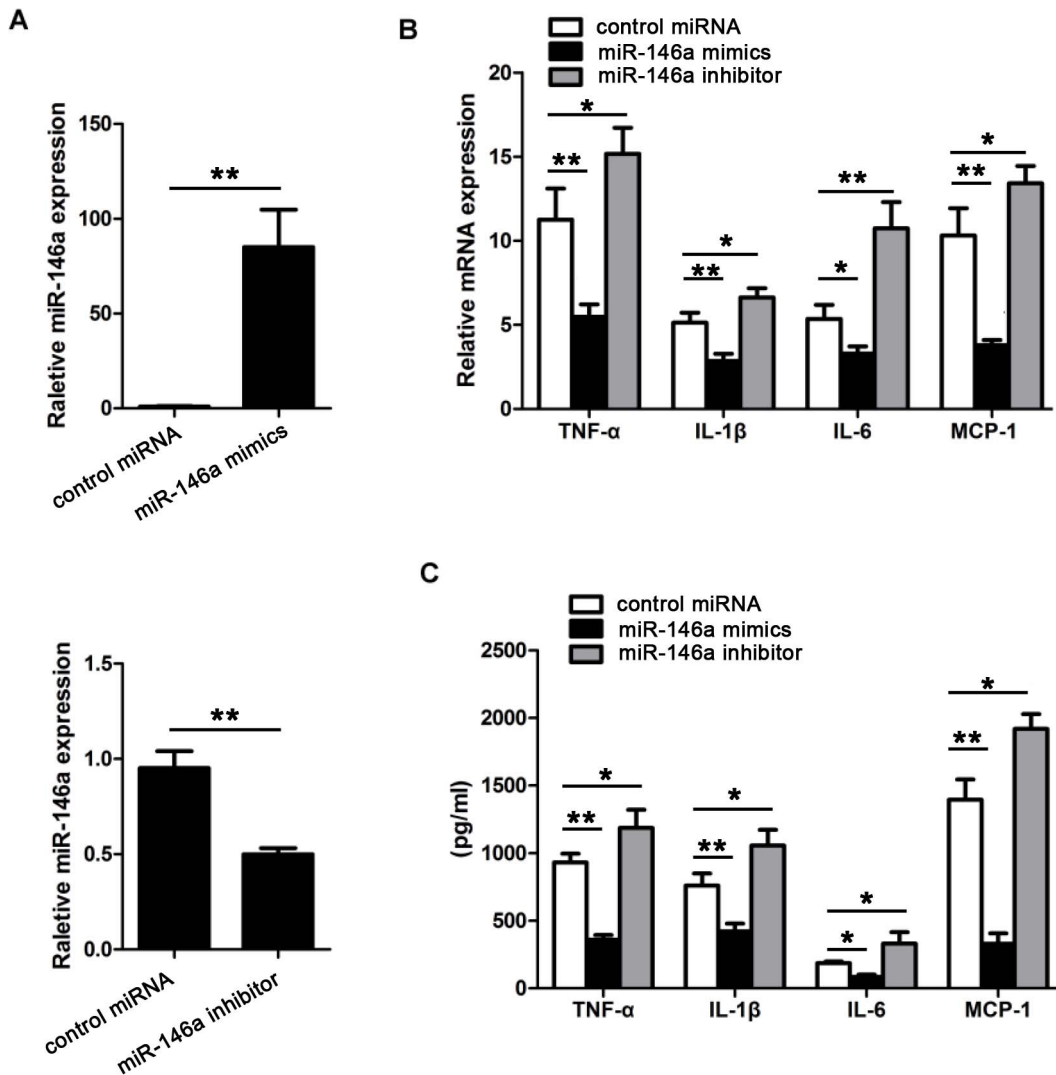 A
Raletive miR-146a expression
150
100
50
0
**
control miRNA
miR-146a mimics
Raletive miR-146a expression
1.5
1.0
0.5
0.0
**
control miRNA
miR-146a inhibitor
B
control miRNA
miR-146a mimics
miR-146a inhibitor
Relative mRNA expression
20
15
10
5
0
*
**
*
**
**
*
*
**
TNF-α
IL-1β
IL-6
MCP-1
C
control miRNA
miR-146a mimics
miR-146a inhibitor
(pg/ml)
2500
2000
1500
1000
500
0
*
**
*
**
*
*
*
**
TNF-α
IL-1β
IL-6
MCP-1